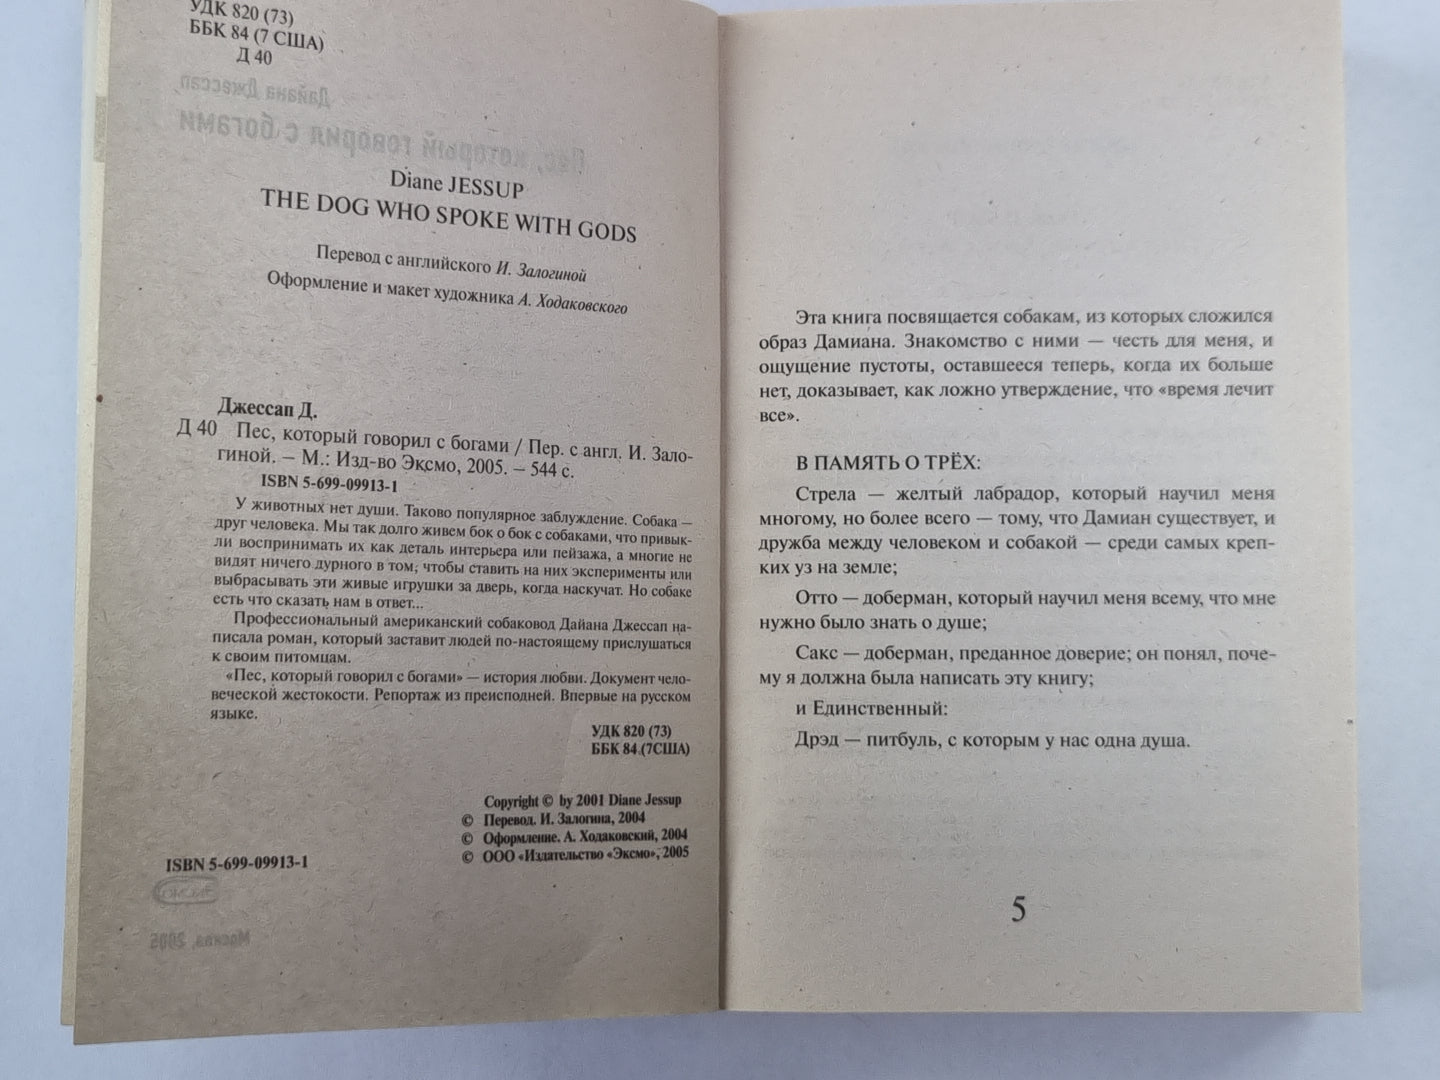 УДК 820 (73)
ББК 84 (7 США)
Д 40
Дайана Джессап
Пес, который говорил с богами
Diane JESSUP
THE DOG WHO SPOKE WITH GODS
Перевод с английского И. Залогиной
Оформление и макет художника А. Ходаковского
Джессап Д.
Д 40 Пес, который говорил с богами / Пер. с англ. И. Зало-
гиной. – М.: Изд-во Эксмо, 2005. – 544 с.
ISBN 5-699-09913-1
У животных нет души. Таково популярное заблуждение. Собака –
друг человека. Мы так долго живем бок о бок с собаками, что привык-
ли воспринимать их как деталь интерьера или пейзажа, а многие не
видят ничего дурного в том, чтобы ставить на них эксперименты или
выбрасывать эти живые игрушки за дверь, когда наскучат. Но собаке
есть что сказать нам в ответ...
Профессиональный американский собаковод Дайана Джессап на-
писала роман, который заставит людей по-настоящему прислушаться
к своим питомцам.
«Пес, который говорил с богами» — история любви. Документ чело-
веческой жестокости. Репортаж из преисподней. Впервые на русском
языке.
УДК 820 (73)
ББК 84 (7США)
Copyright © by 2001 Diane Jessup
© Перевод. И. Залогина, 2004
© Оформление. А. Ходаковский, 2004
© ООО «Издательство «Эксмо», 2005
ISBN 5-699-09913-1
ЭКСМО
Москва, 2005
Эта книга посвящается собакам, из которых сложился
образ Дамиана. Знакомство с ними — честь для меня, и
ощущение пустоты, оставшееся теперь, когда их больше
нет, доказывает, как ложно утверждение, что «время лечит
все».
В ПАМЯТЬ О ТРЁХ:
Стрела — желтый лабрадор, который научил меня
многому, но более всего — тому, что Дамиан существует, и
дружба между человеком и собакой — среди самых креп-
ких уз на земле;
Отто — доберман, который научил меня всему, что мне
нужно было знать о душе;
Сакс — доберман, преданное доверие; он понял, поче-
му я должна была написать эту книгу;
и Единственный:
Дрэд — питбуль, с которым у нас одна душа.
5